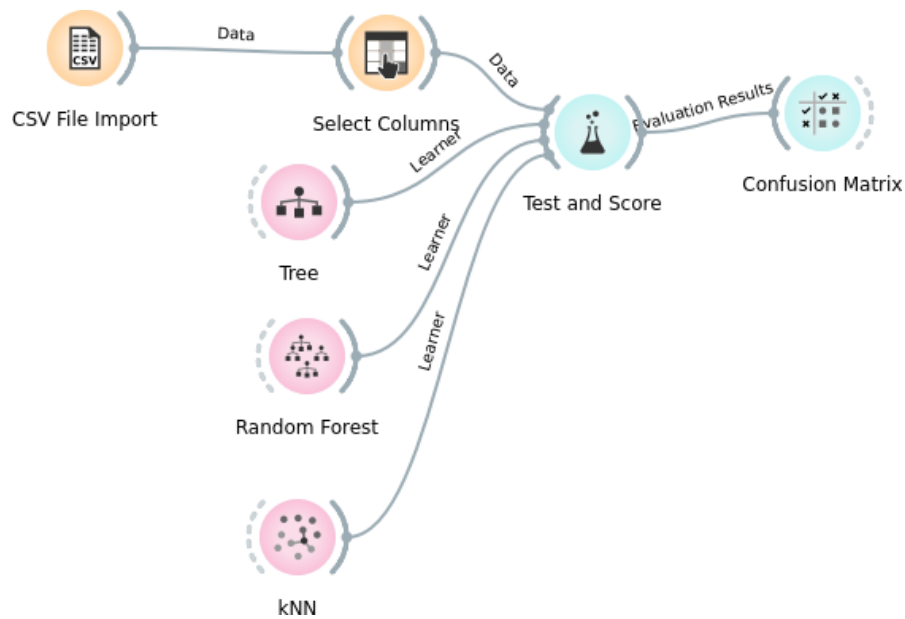 CSV
CSV File Import
Data
Select Columns
Data
Learner
Tree
Learner
Random Forest
Learner
kNN
Test and Score
Evaluation Results
Confusion Matrix